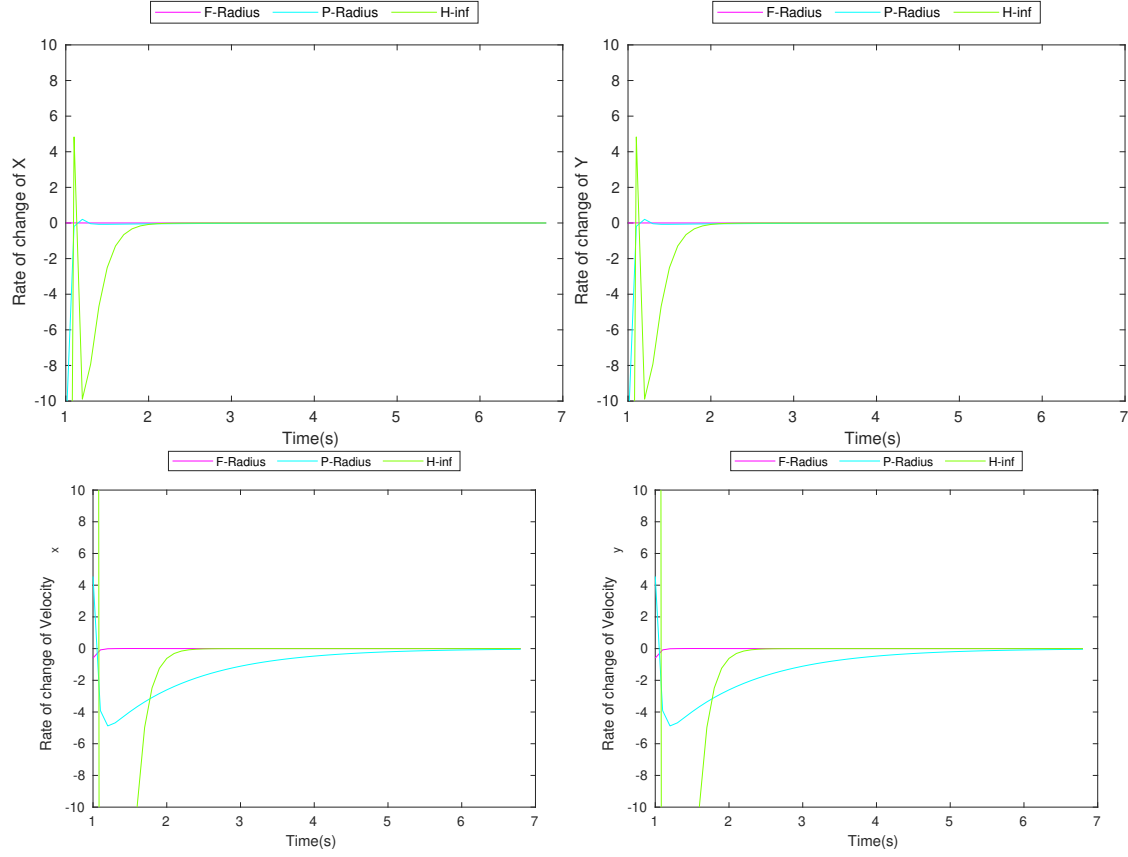 F-Radius P-Radius H-inf
10
8
6
4
2
0
-2
-4
-6
-8
-10
Rate of change of X
1 2 3 4 5 6 7
Time(s)
F-Radius P-Radius H-inf
10
8
6
4
2
0
-2
-4
-6
-8
-10
Rate of change of Y
1 2 3 4 5 6 7
Time(s)
F-Radius P-Radius H-inf
10
8
6
4
2
0
-2
-4
-6
-8
-10
Rate of change of Velocity x
1 2 3 4 5 6 7
Time(s)
F-Radius P-Radius H-inf
10
8
6
4
2
0
-2
-4
-6
-8
-10
Rate of change of Velocity y
1 2 3 4 5 6 7
Time(s)